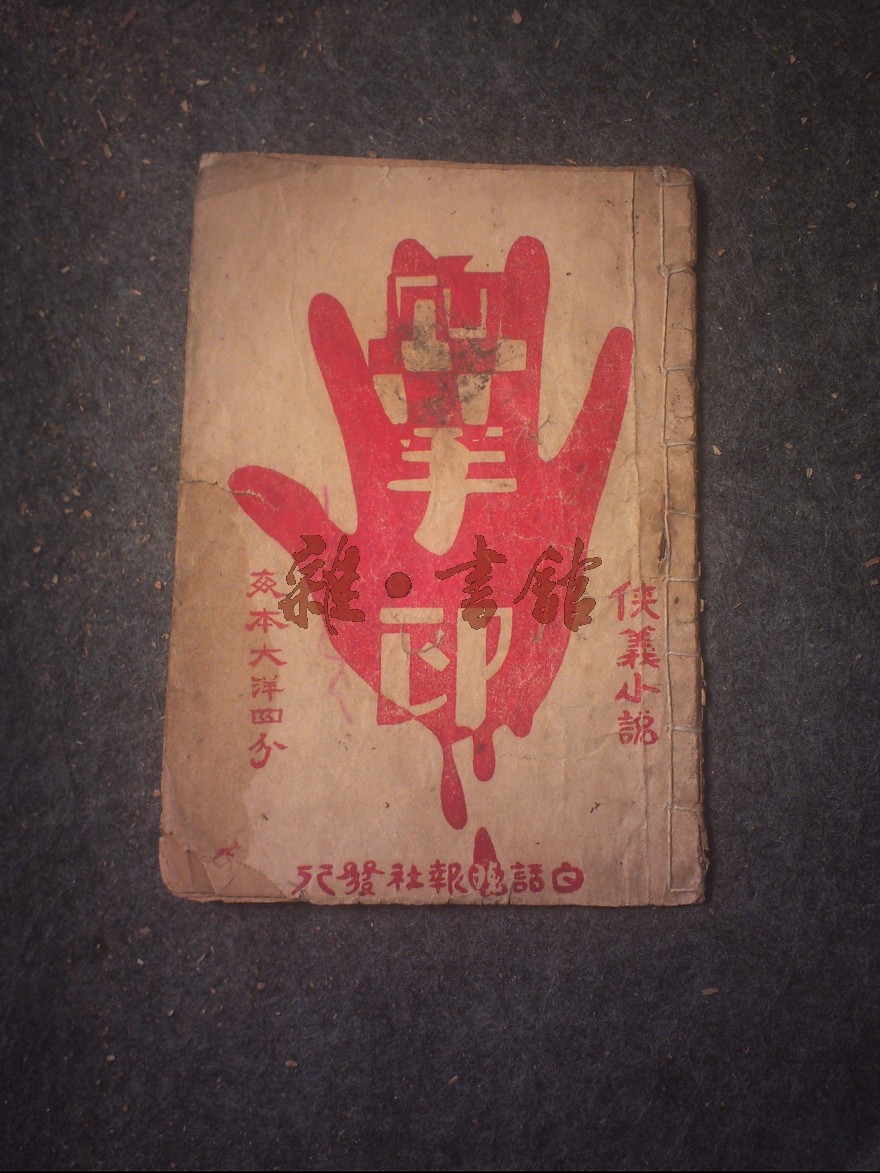 俠義小說
手印
每本大洋四分
白話晚報社發行
雜·書館